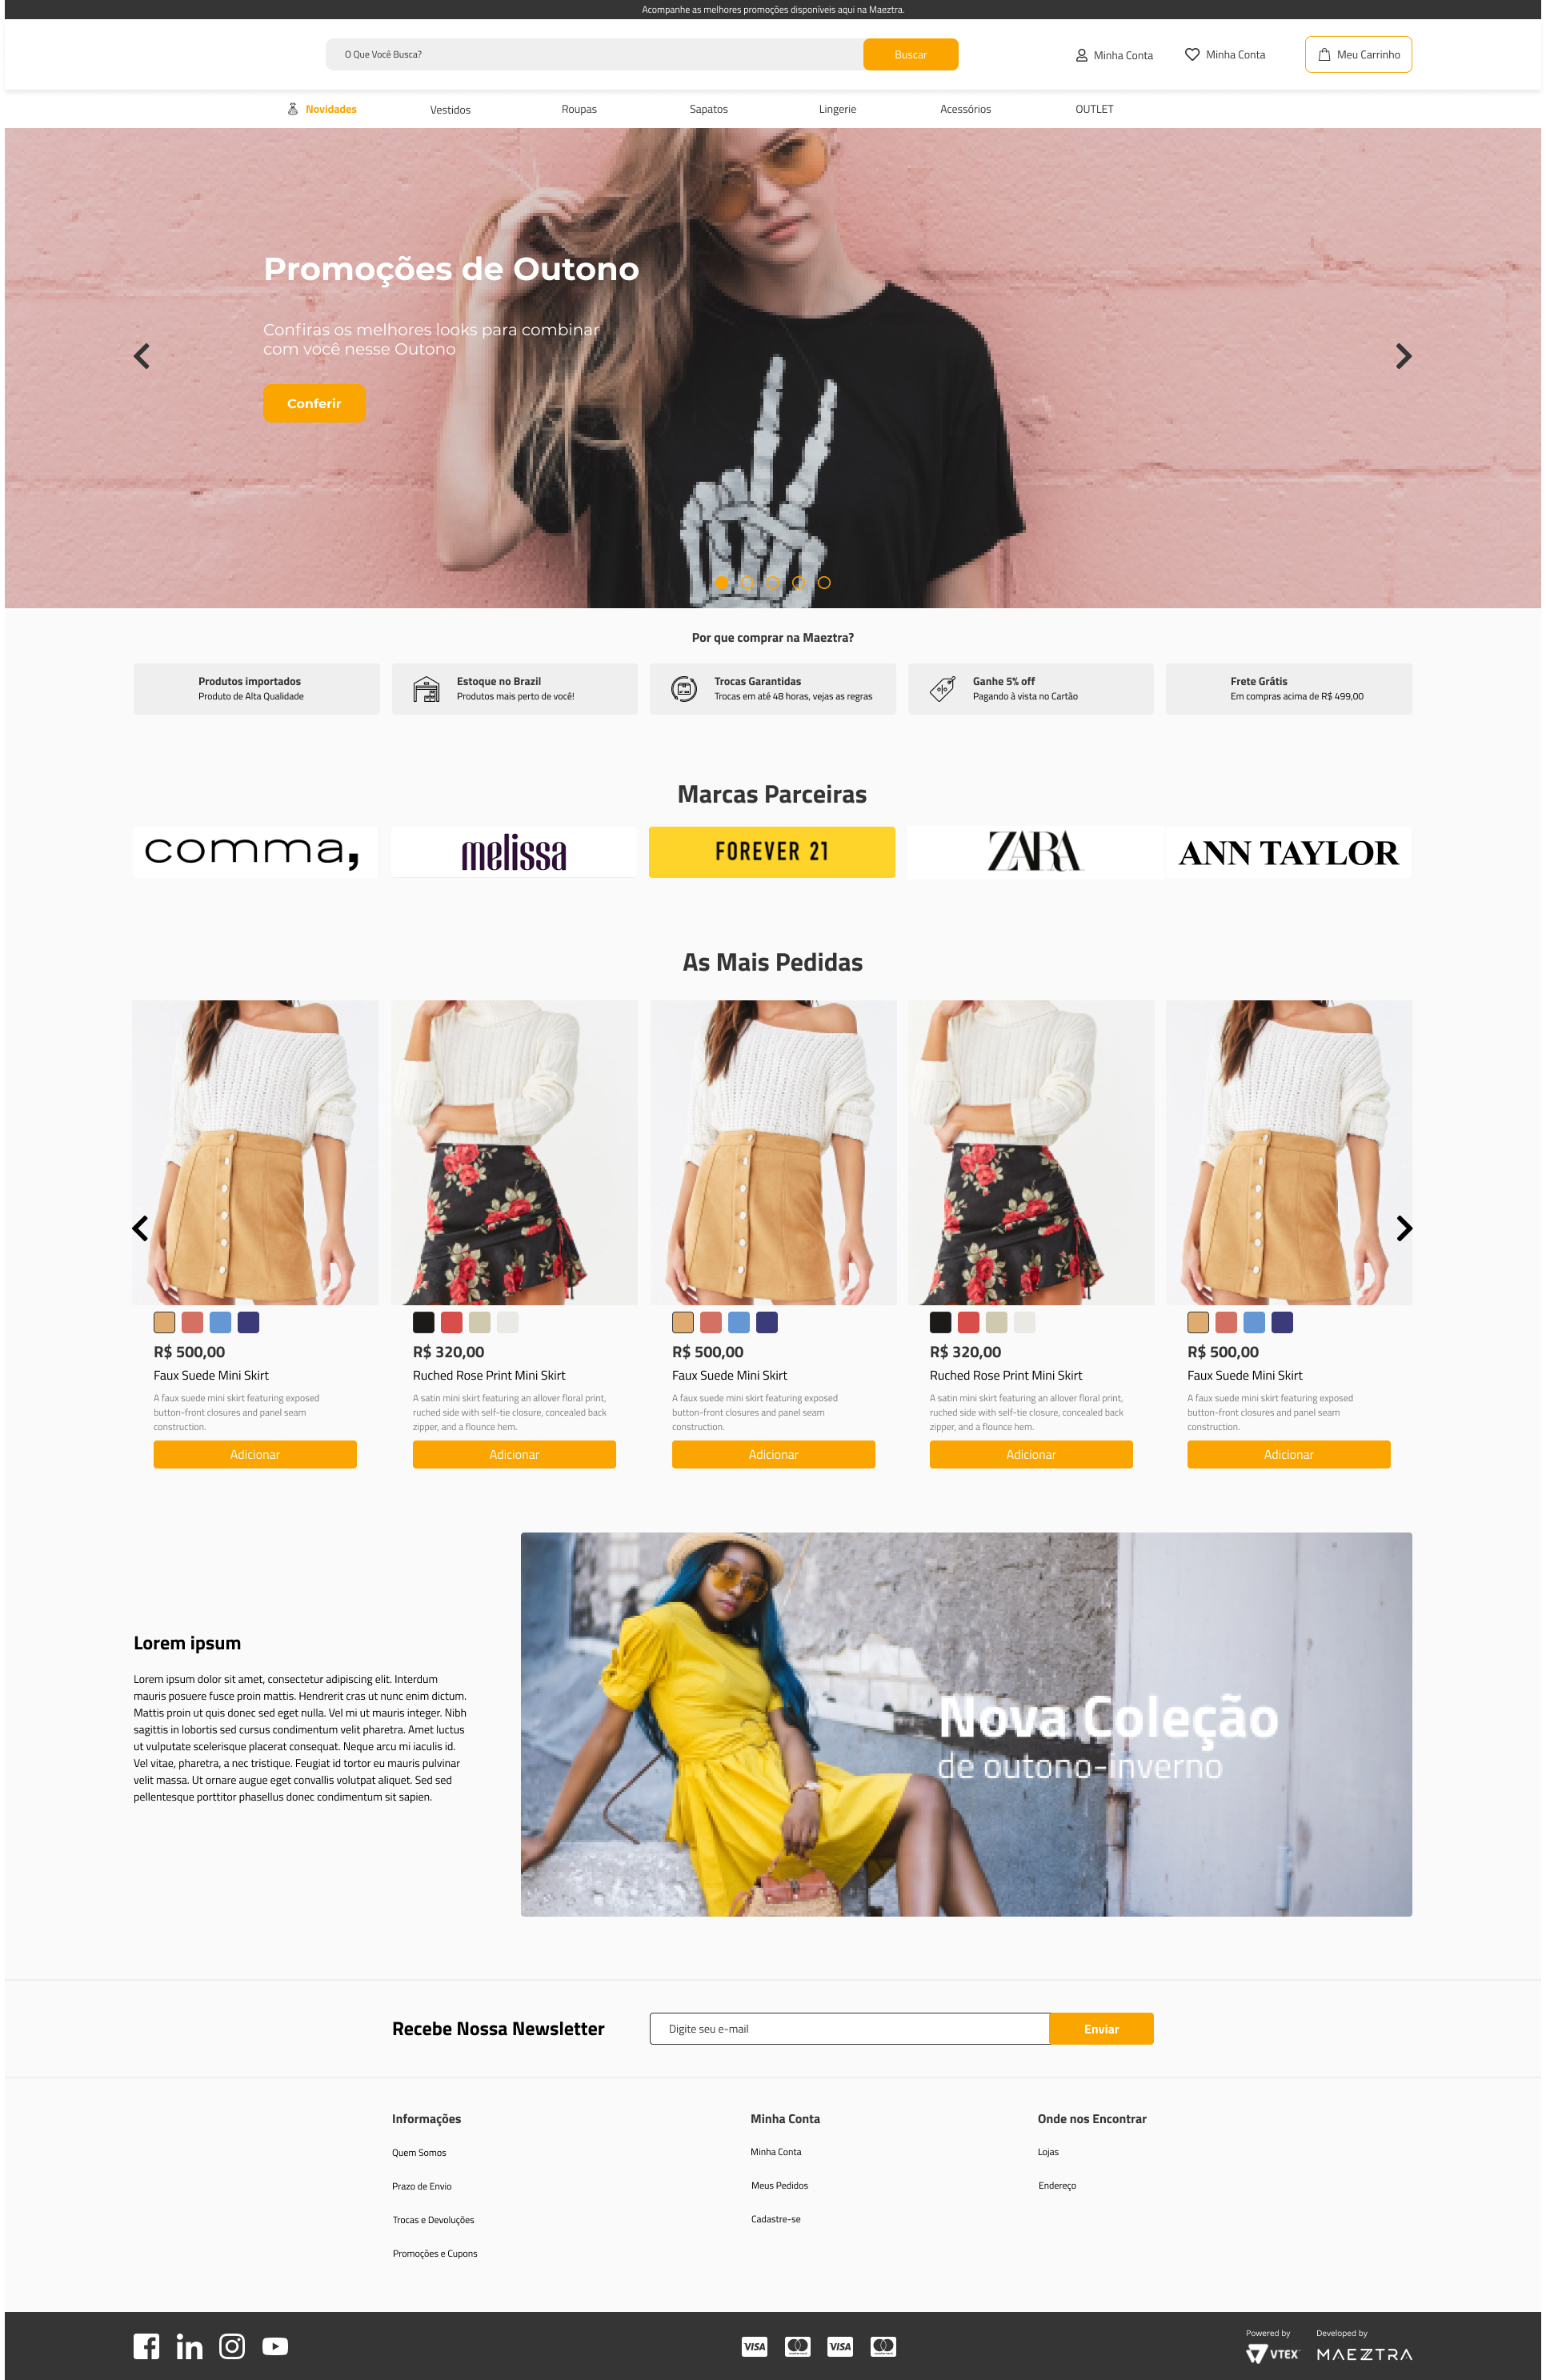 Acompanhe as melhores promoções disponíveis aqui na Maeztra.
O Que Você Busca?
Buscar
Minha Conta
Minha Conta
Meu Carrinho
Novidades
Vestidos
Roupas
Sapatos
Lingerie
Acessórios
OUTLET
Promoções de Outono
Confiras os melhores looks para combinar
com você nesse Outono
Conferir
Por que comprar na Maeztra?
Produtos importados
Produto de Alta Qualidade
Estoque no Brazil
Produtos mais perto de você!
Trocas Garantidas
Trocas em até 48 horas, vejas as regras
Ganhe 5% off
Pagando à vista no Cartão
Frete Grátis
Em compras acima de R$ 499,00
Marcas Parceiras
comma,
melissa
FOREVER 21
ZARA
ANN TAYLOR
As Mais Pedidas
R$ 500,00
Faux Suede Mini Skirt
A faux suede mini skirt featuring exposed
button-front closures and panel seam
construction.
Adicionar
R$ 320,00
Ruched Rose Print Mini Skirt
A satin mini skirt featuring an allover floral print,
ruched side with self-tie closure, concealed back
zipper, and a flounce hem.
Adicionar
R$ 500,00
Faux Suede Mini Skirt
A faux suede mini skirt featuring exposed
button-front closures and panel seam
construction.
Adicionar
R$ 320,00
Ruched Rose Print Mini Skirt
A satin mini skirt featuring an allover floral print,
ruched side with self-tie closure, concealed back
zipper, and a flounce hem.
Adicionar
R$ 500,00
Faux Suede Mini Skirt
A faux suede mini skirt featuring exposed
button-front closures and panel seam
construction.
Adicionar
Lorem ipsum
Lorem ipsum dolor sit amet, consectetur adipiscing elit. Interdum
mauris posuere fusce proin mattis. Hendrerit cras ut nunc enim dictum.
Mattis proin ut quis donec sed eget nulla. Vel mi ut mauris integer. Nibh
sagittis in lobortis sed cursus condimentum velit pharetra. Amet luctus
ut vulputate scelerisque placerat consequat. Neque arcu mi iaculis id.
Vel vitae, pharetra, a nec tristique. Feugiat id tortor eu mauris pulvinar
velit massa. Ut ornare augue eget convallis volutpat aliquet. Sed sed
pellentesque porttitor phasellus donec condimentum sit sapien.
Nova Coleção
de outono-inverno
Recebe Nossa Newsletter
Digite seu e-mail
Enviar
Informações
Quem Somos
Prazo de Envio
Trocas e Devoluções
Promoções e Cupons
Minha Conta
Minha Conta
Meus Pedidos
Cadastre-se
Onde nos Encontrar
Lojas
Endereço
VISA
VISA
Powered by
VTEX
Developed by
MAEZTRA